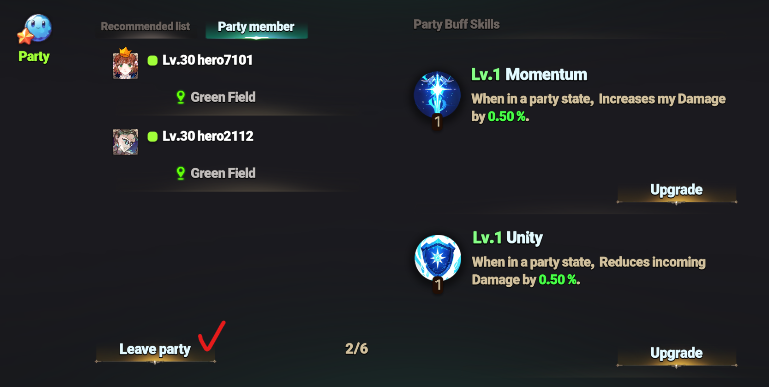 Party
Recommended list
Party member
Lv.30 hero7101
Green Field
Lv.30 hero2112
Green Field
Leave party
2/6
Party Buff Skills
1
Lv.1 Momentum
When in a party state, Increases my Damage
by 0.50 %.
Upgrade
1
Lv.1 Unity
When in a party state, Reduces incoming
Damage by 0.50 %.
Upgrade